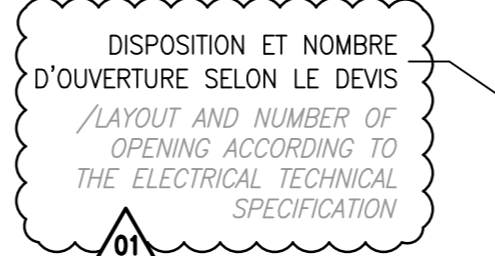 DISPOSITION ET NOMBRE
D'OUVERTURE SELON LE DEVIS
/LAYOUT AND NUMBER OF
OPENING ACCORDING TO
THE ELECTRICAL TECHNICAL
SPECIFICATION
01